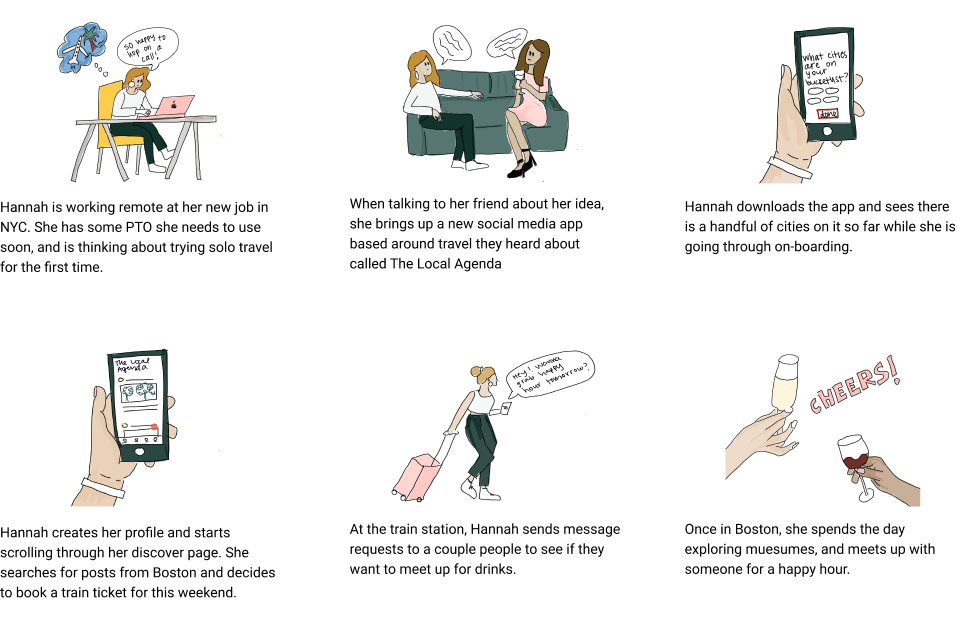 so happy to
hop on a
call!
Hannah is working remote at her new job in
NYC. She has some PTO she needs to use
soon, and is thinking about trying solo travel
for the first time.
When talking to her friend about her idea,
she brings up a new social media app
based around travel they heard about
called The Local Agenda
What cities
are on
your
bucketlist?
done
Hannah downloads the app and sees there
is a handful of cities on it so far while she is
going through on-boarding.
The Local
Agenda
Hannah creates her profile and starts
scrolling through her discover page. She
searches for posts from Boston and decides
to book a train ticket for this weekend.
Hey! Wanna
grab happy
hour tomorrow?
At the train station, Hannah sends message
requests to a couple people to see if they
want to meet up for drinks.
CHEERS!
Once in Boston, she spends the day
exploring muesumes, and meets up with
someone for a happy hour.